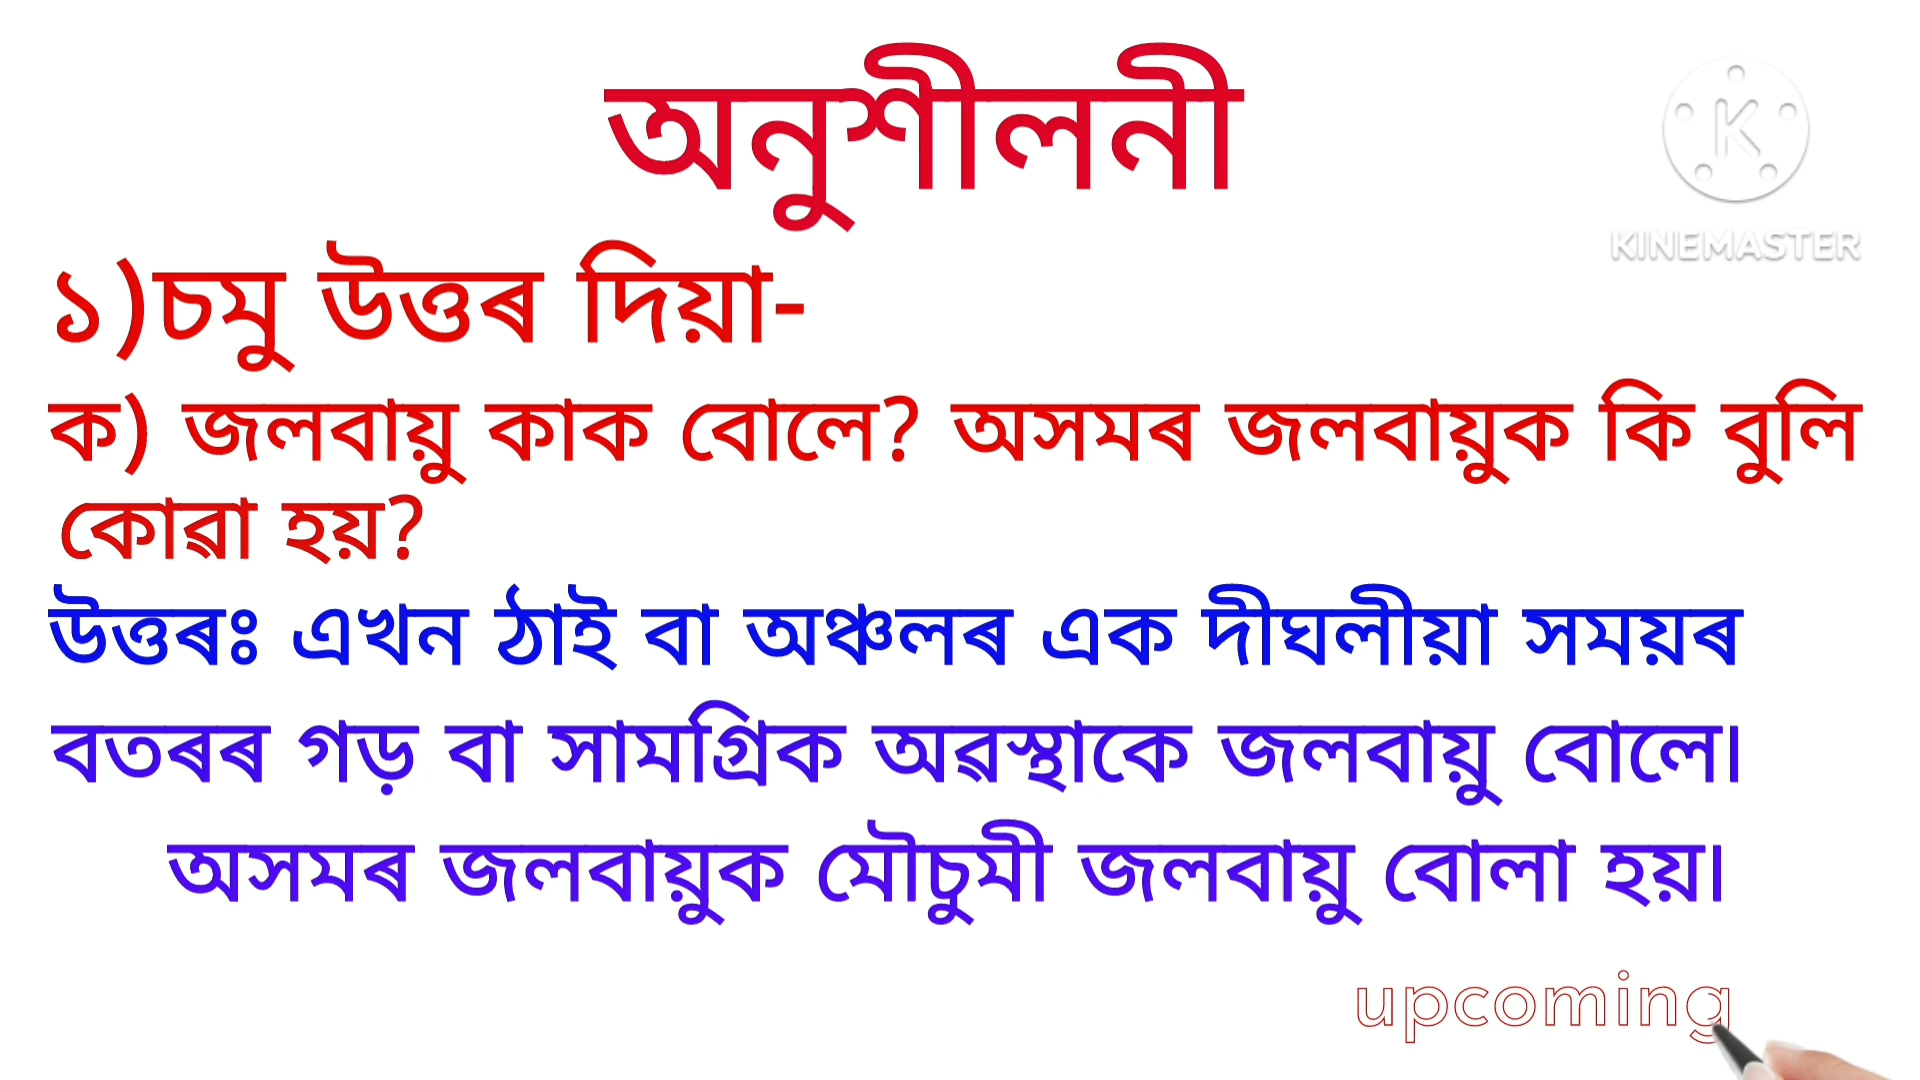 অনুশীলনী
K
KINEMASTER
১)চমু উত্তৰ দিয়া-
ক) জলবায়ু কাক বোলে? অসমৰ জলবায়ুক কি বুলি
কোৱা হয়?
উত্তৰঃ এখন ঠাই বা অঞ্চলৰ এক দীঘলীয়া সময়ৰ
বতৰৰ গড় বা সামগ্ৰিক অৱস্থাকে জলবায়ু বোলে৷
অসমৰ জলবায়ুক মৌচুমী জলবায়ু বোলা হয়৷
upcoming